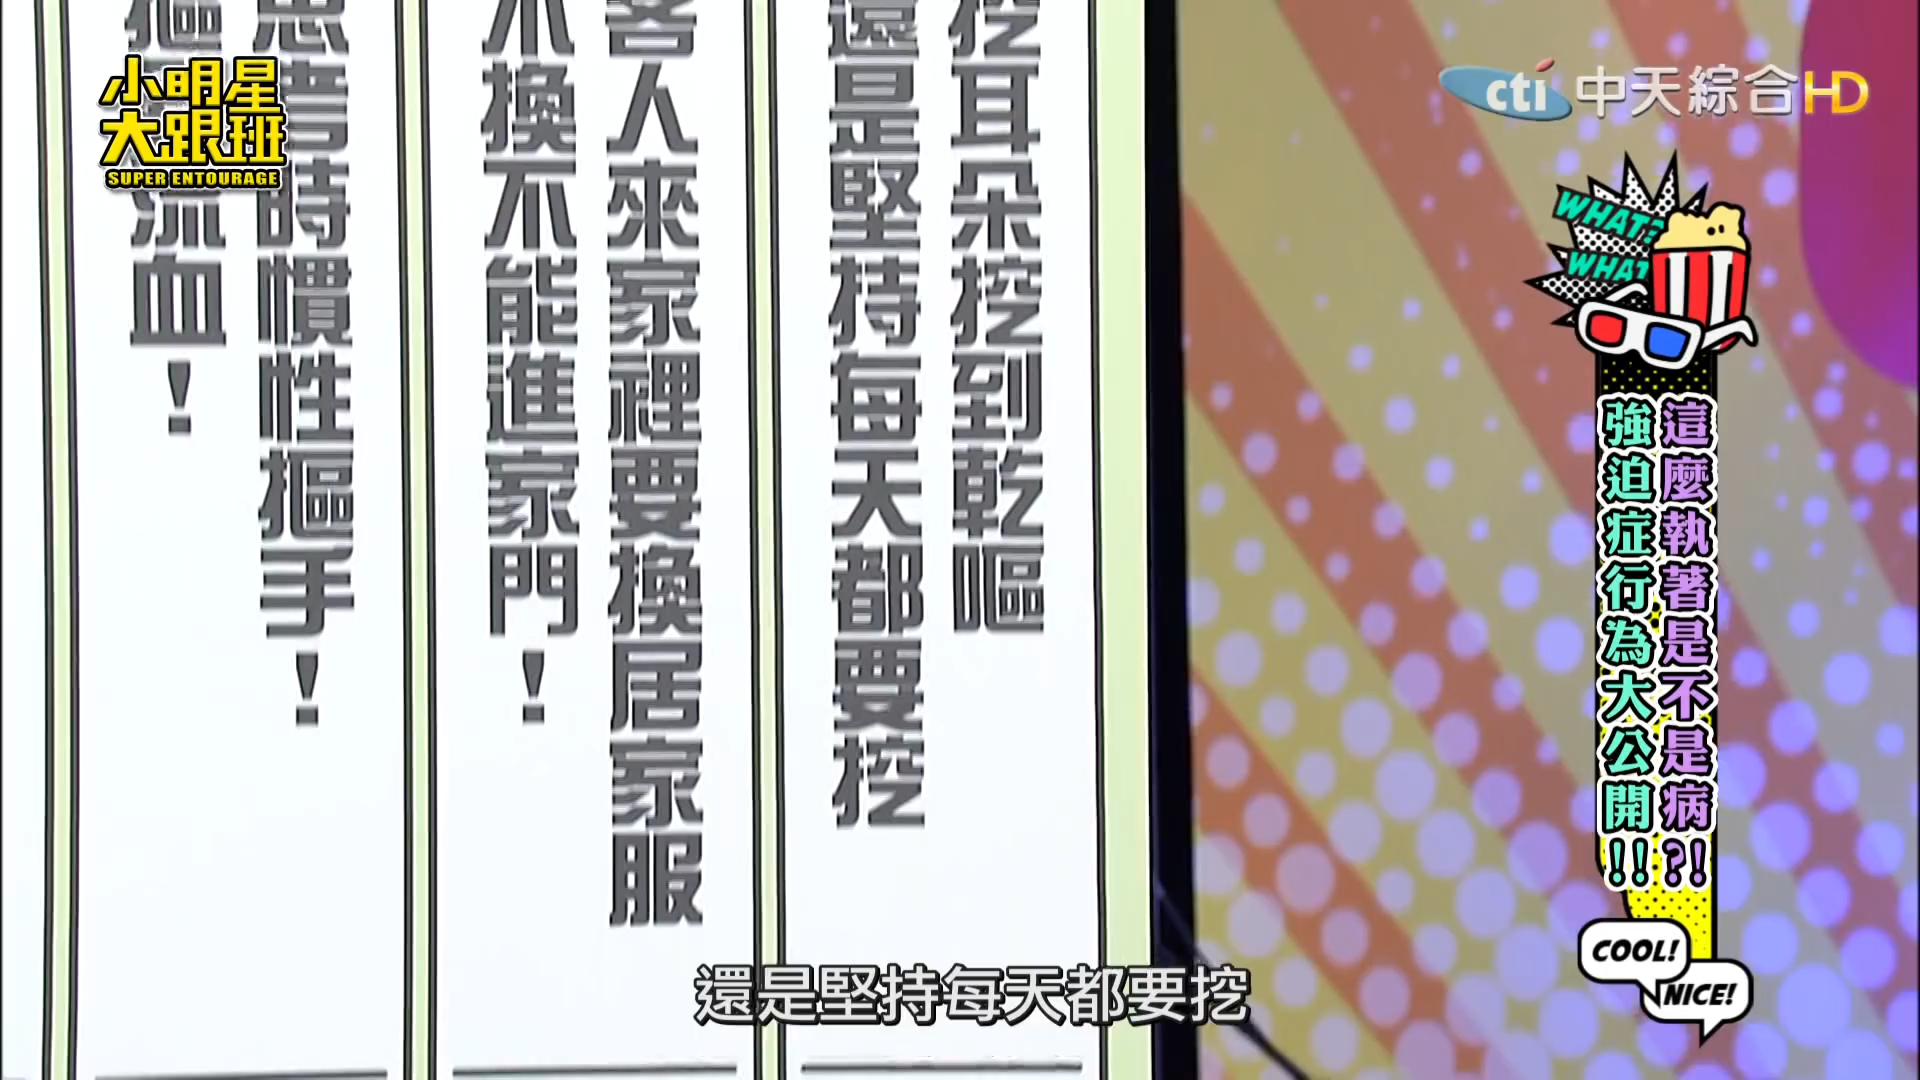 小明星
大跟班
SUPER ENTOURAGE
cti 中天綜合HD
WHAT?
WHAT
這麼執著是不是病?!
強迫症行為大公開!!
COOL!
NICE!
挖耳朵挖到乾嘔
還是堅持每天都要挖
客人來家裡要換居家服
不換不能進家門！
思考時慣性摳手！
流血！
還是堅持每天都要挖